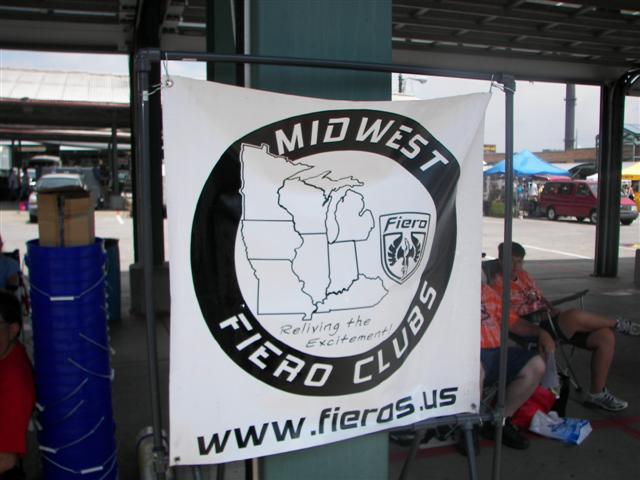 MIDWEST
Fiero
Reliving the
Excitement!
FIERO CLUBS
www.fieros.us